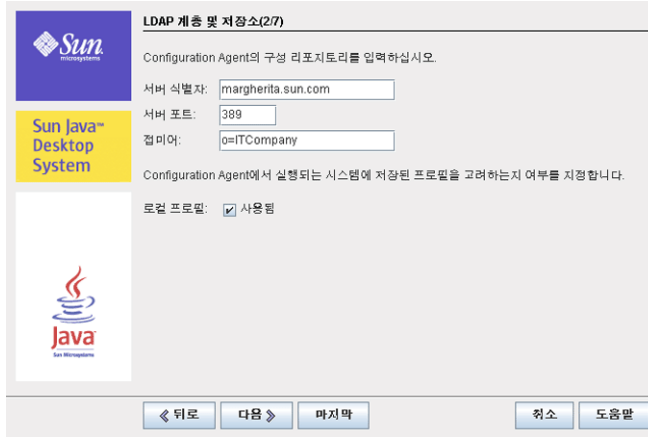 LDAP 계층 및 저장소(2/7)
Sun
microsystems
Configuration Agent의 구성 리포지토리를 입력하십시오.
서버 식별자: margherita.sun.com
서버 포트: 389
접미어: o=ITCompany
Sun Java™
Desktop
System
Configuration Agent에서 실행되는 시스템에 저장된 프로필을 고려하는지 여부를 지정합니다.
로컬 프로필: 사용됨
Java
Sun Microsystems
뒤로 다음 마지막 취소 도움말